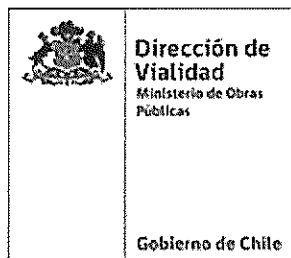 Dirección de
Vialidad
Ministerio de Obras
Públicas
Gobierno de Chile